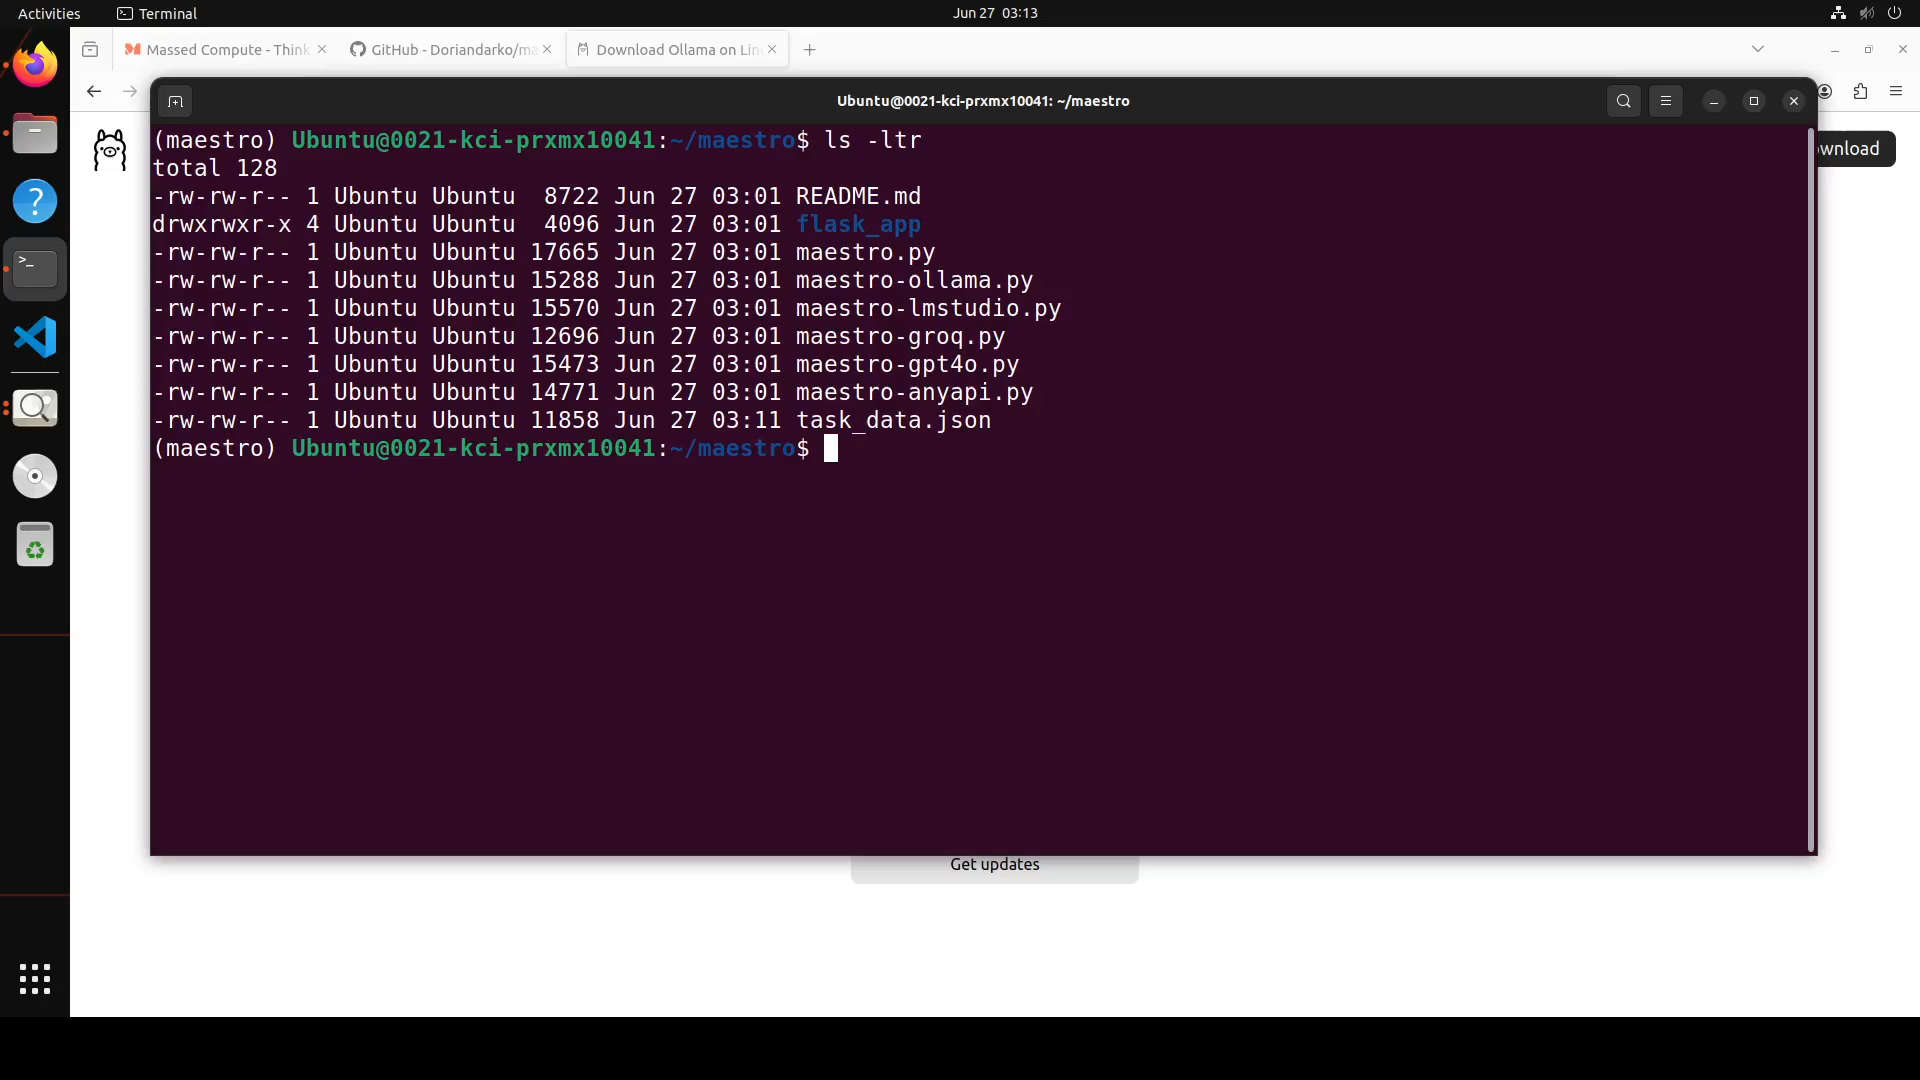 Activities
Terminal
Jun 27 03:13
Massed Compute - Think
GitHub - Doriandarko/ma
Download Ollama on Lin
Ubuntu@0021-kci-prxmx10041: ~/maestro
wnload
(maestro) Ubuntu@0021-kci-prxmx10041:~/maestro$ ls -ltr
total 128
-rw-rw-r-- 1 Ubuntu Ubuntu  8722 Jun 27 03:01 README.md
drwxrwxr-x 4 Ubuntu Ubuntu  4096 Jun 27 03:01 flask_app
-rw-rw-r-- 1 Ubuntu Ubuntu 17665 Jun 27 03:01 maestro.py
-rw-rw-r-- 1 Ubuntu Ubuntu 15288 Jun 27 03:01 maestro-ollama.py
-rw-rw-r-- 1 Ubuntu Ubuntu 15570 Jun 27 03:01 maestro-lmstudio.py
-rw-rw-r-- 1 Ubuntu Ubuntu 12696 Jun 27 03:01 maestro-groq.py
-rw-rw-r-- 1 Ubuntu Ubuntu 15473 Jun 27 03:01 maestro-gpt4o.py
-rw-rw-r-- 1 Ubuntu Ubuntu 14771 Jun 27 03:01 maestro-anyapi.py
-rw-rw-r-- 1 Ubuntu Ubuntu 11858 Jun 27 03:11 task_data.json
(maestro) Ubuntu@0021-kci-prxmx10041:~/maestro$
Get updates